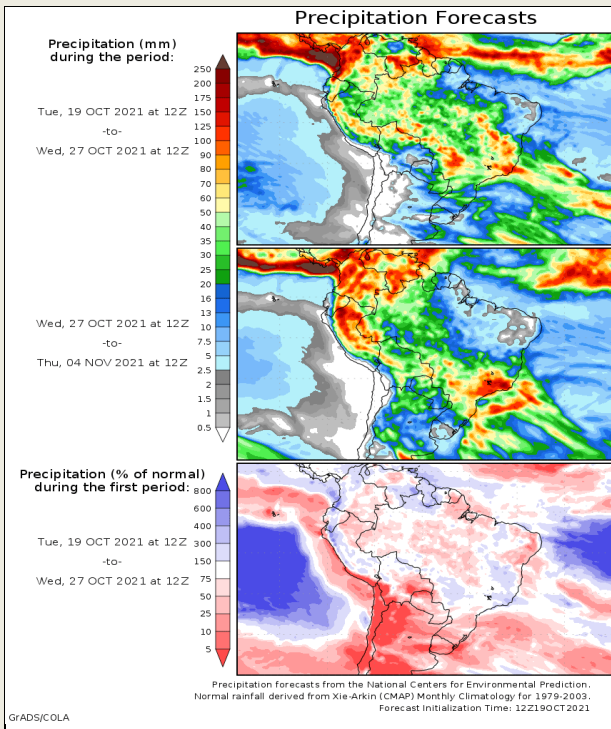 Precipitation Forecasts
Precipitation (mm)
during the period:
Tue, 19 OCT 2021 at 12Z
-to-
Wed, 27 OCT 2021 at 12Z
250
200
175
150
125
100
90
80
70
60
50
40
35
30
25
20
16
13
10
7.5
5
2.5
2
1.5
1
0.5
Wed, 27 OCT 2021 at 12Z
-to-
Thu, 04 NOV 2021 at 12Z
Precipitation (% of normal)
during the first period:
Tue, 19 OCT 2021 at 12Z
-to-
Wed, 27 OCT 2021 at 12Z
800
600
400
300
150
75
50
25
10
5
Precipitation forecasts from the National Centers for Environmental Prediction.
Normal rainfall derived from Xie-Arkin (CMAP) Monthly Climatology for 1979-2003.
Forecast Initialization Time: 12Z19OCT2021
GrADS/COLA